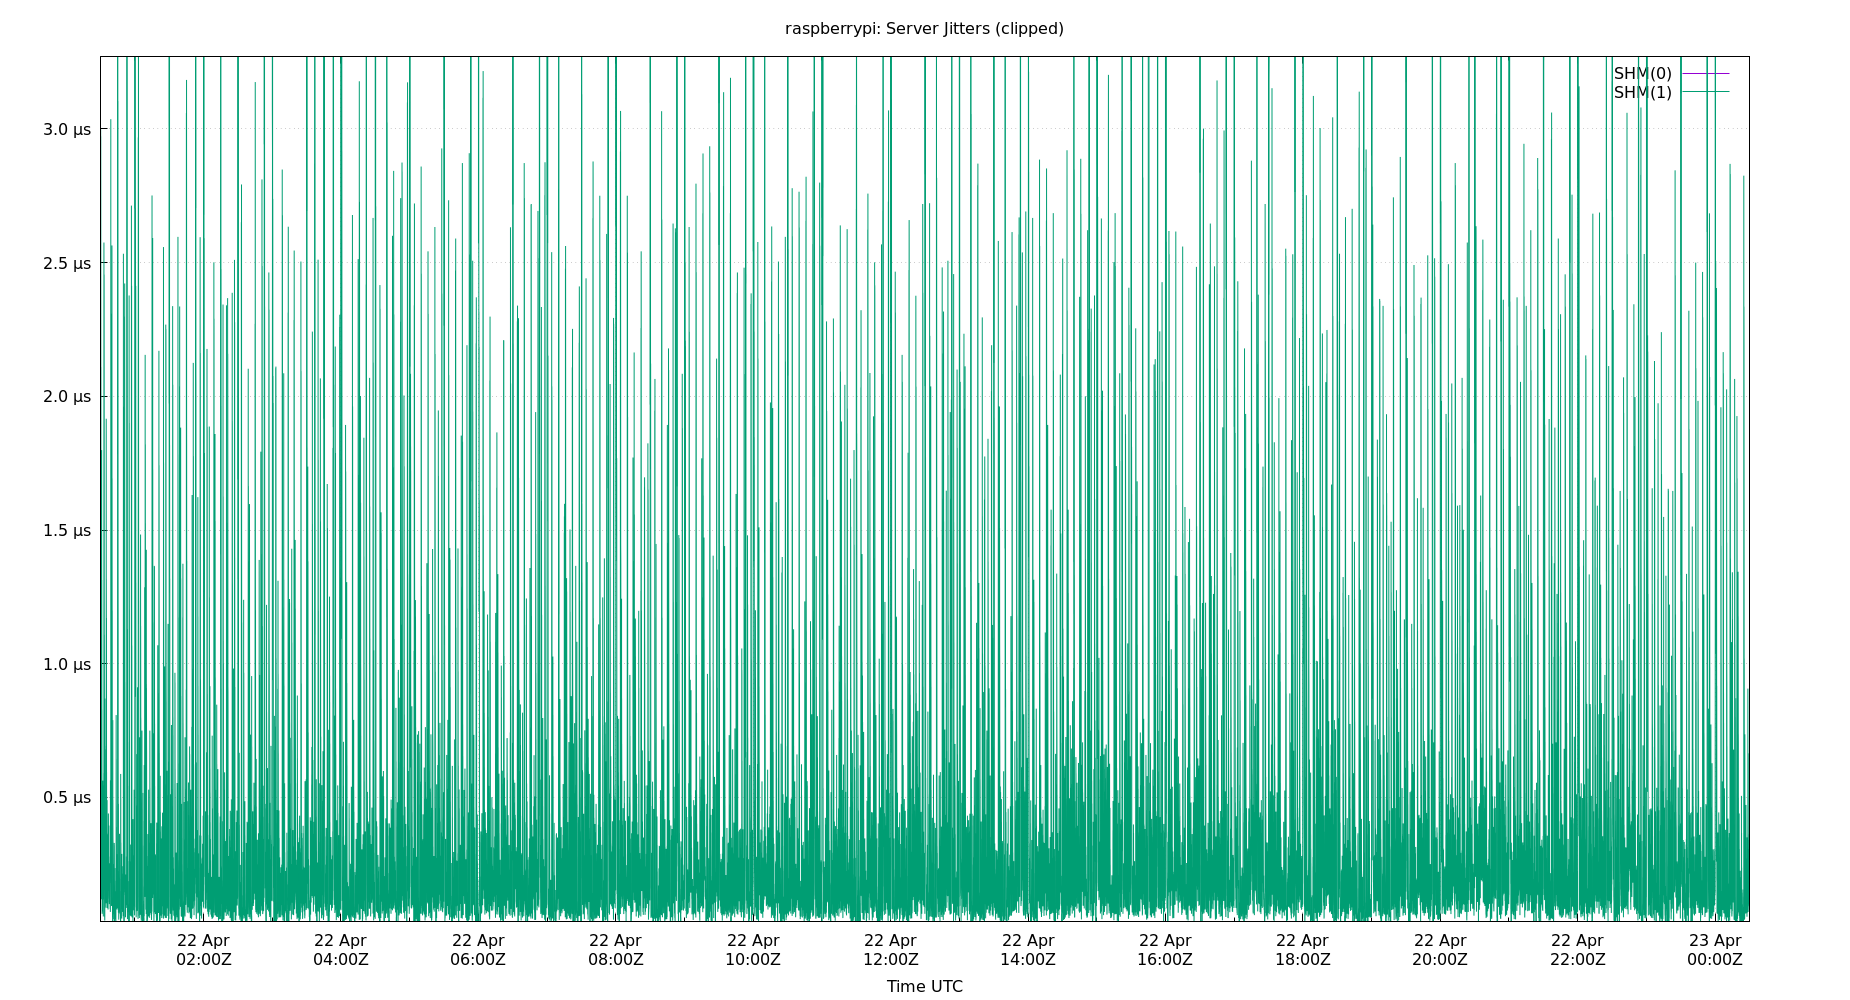 raspberrypi: Server Jitters (clipped)
SHM(0)
SHM(1)
3.0 μs
2.5 μs
2.0 μs
1.5 μs
1.0 μs
0.5 μs
22 Apr 22 Apr 22 Apr 22 Apr 22 Apr 22 Apr 22 Apr 22 Apr 22 Apr 22 Apr 22 Apr 23 Apr
02:00Z 04:00Z 06:00Z 08:00Z 10:00Z 12:00Z 14:00Z 16:00Z 18:00Z 20:00Z 22:00Z 00:00Z
Time UTC